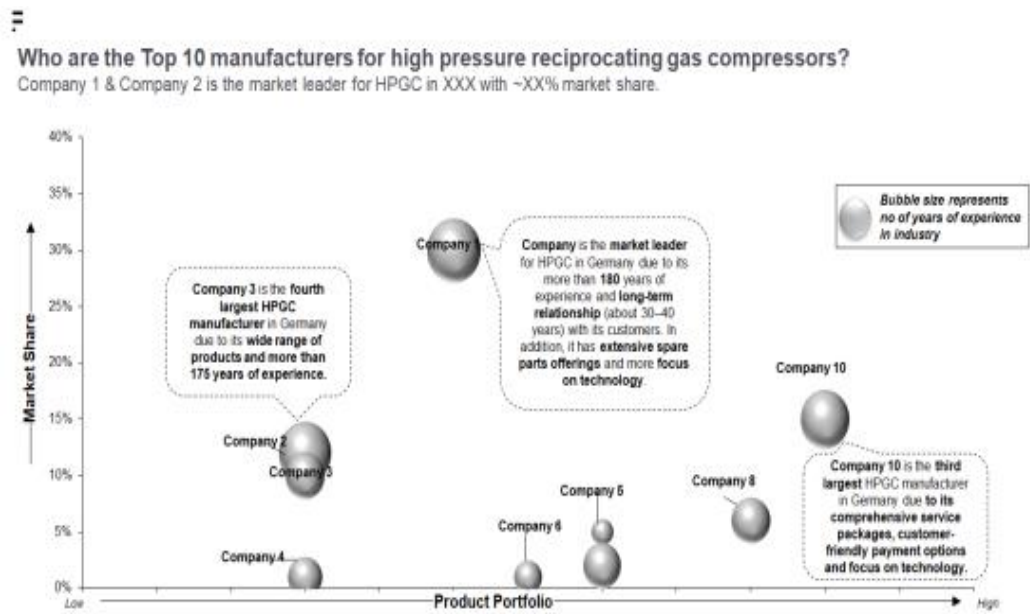 Who are the Top 10 manufacturers for high pressure reciprocating gas compressors?
Company 1 & Company 2 is the market leader for HPGC in XXX with ~XX% market share.
40%
35%
30%
25%
20%
15%
10%
5%
0%
Market Share
Bubble size represents
no of years of experience
in industry
Company 1
Company is the market leader
for HPGC in Germany due to its
more than 180 years of
experience and long-term
relationship (about 30–40
years) with its customers. In
addition, it has extensive spare
parts offerings and more focus
on technology.
Company 3 is the fourth
largest HPGC
manufacturer in Germany
due to its wide range of
products and more than
175 years of experience.
Company 10
Company 2
Company 3
Company 10 is the third
largest HPGC manufacturer
in Germany due to its
comprehensive service
packages, customer-
friendly payment options
and focus on technology.
Company 5
Company 8
Company 6
Company 4
Low
Product Portfolio
High